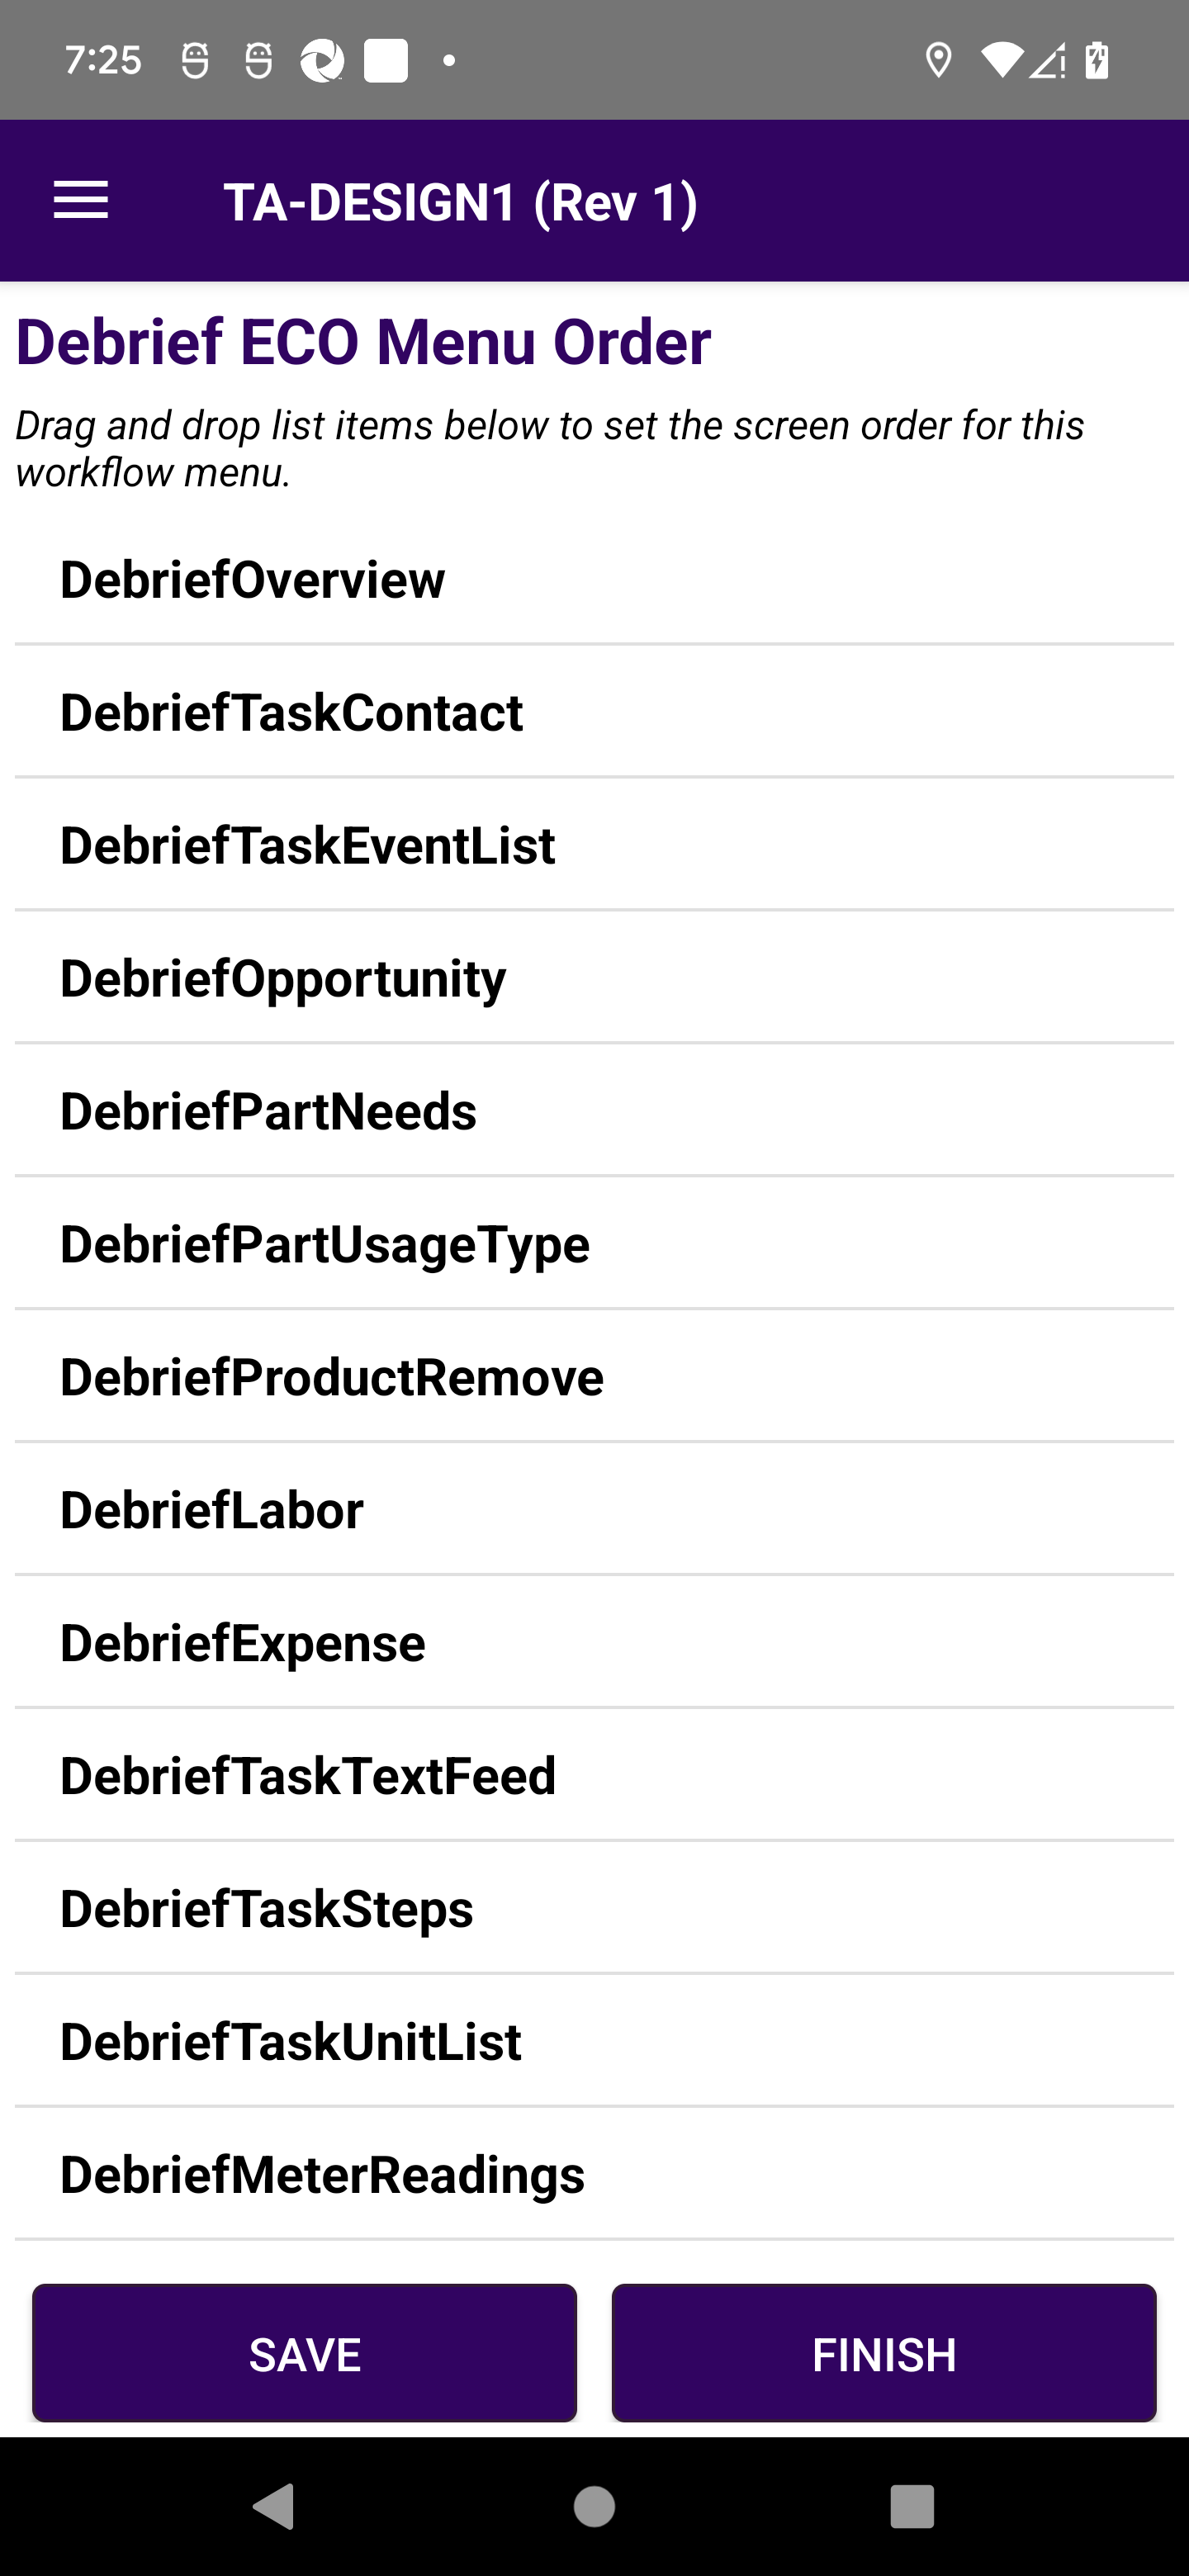 7:25
TA-DESIGN1 (Rev 1)
Debrief ECO Menu Order
Drag and drop list items below to set the screen order for this
workflow menu.
DebriefOverview
DebriefTaskContact
DebriefTaskEventList
DebriefOpportunity
DebriefPartNeeds
DebriefPartUsageType
DebriefProductRemove
DebriefLabor
DebriefExpense
DebriefTaskTextFeed
DebriefTaskSteps
DebriefTaskUnitList
DebriefMeterReadings
SAVE FINISH